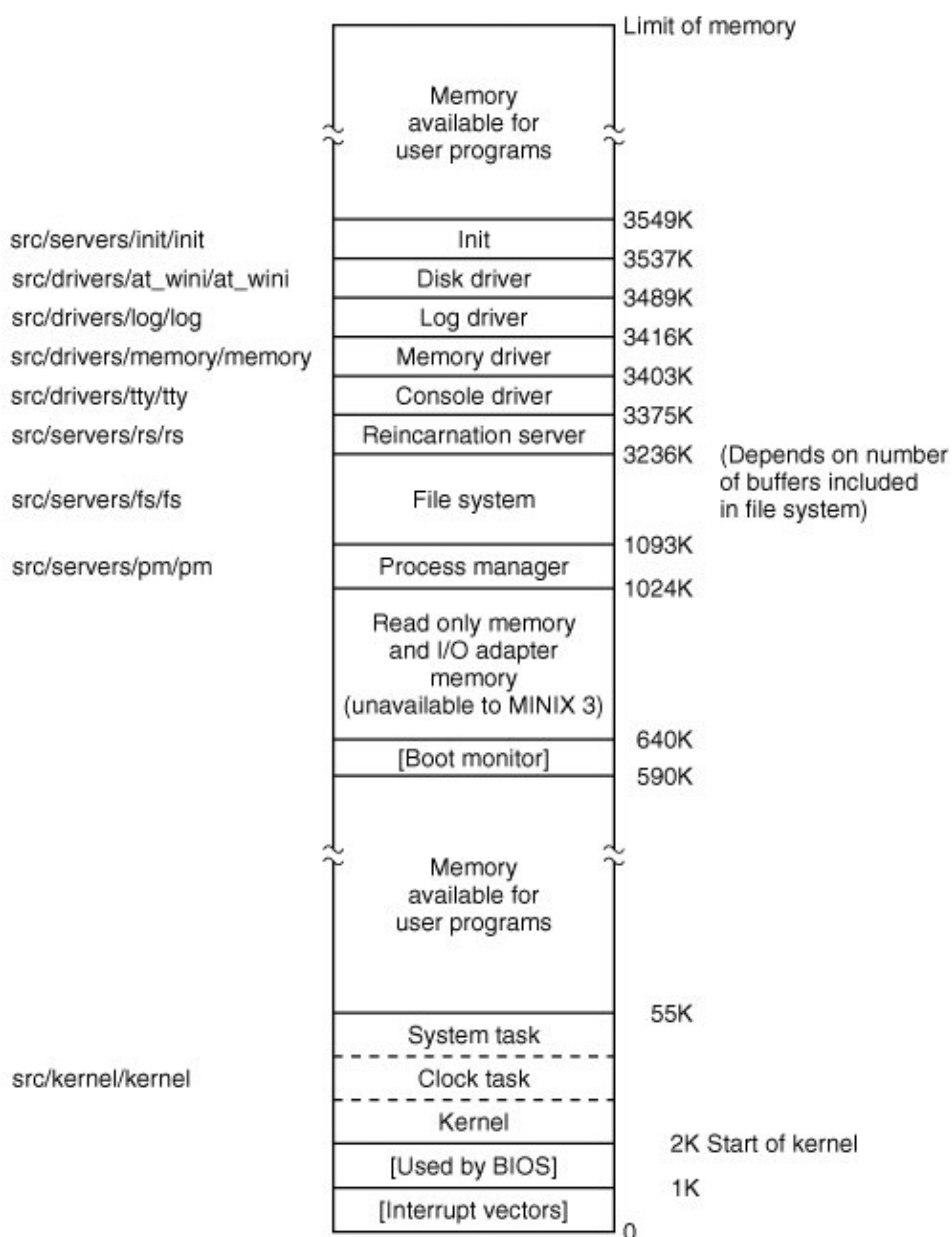 Limit of memory
Memory
available for
user programs
3549K
src/servers/init/init
Init
3537K
src/drivers/at_wini/at_wini
Disk driver
3489K
src/drivers/log/log
Log driver
3416K
src/drivers/memory/memory
Memory driver
3403K
src/drivers/tty/tty
Console driver
3375K
src/servers/rs/rs
Reincarnation server
3236K
(Depends on number
of buffers included
in file system)
src/servers/fs/fs
File system
1093K
src/servers/pm/pm
Process manager
1024K
Read only memory
and I/O adapter
memory
(unavailable to MINIX 3)
640K
[Boot monitor]
590K
Memory
available for
user programs
55K
System task
src/kernel/kernel
Clock task
Kernel
2K Start of kernel
[Used by BIOS]
1K
[Interrupt vectors]
0